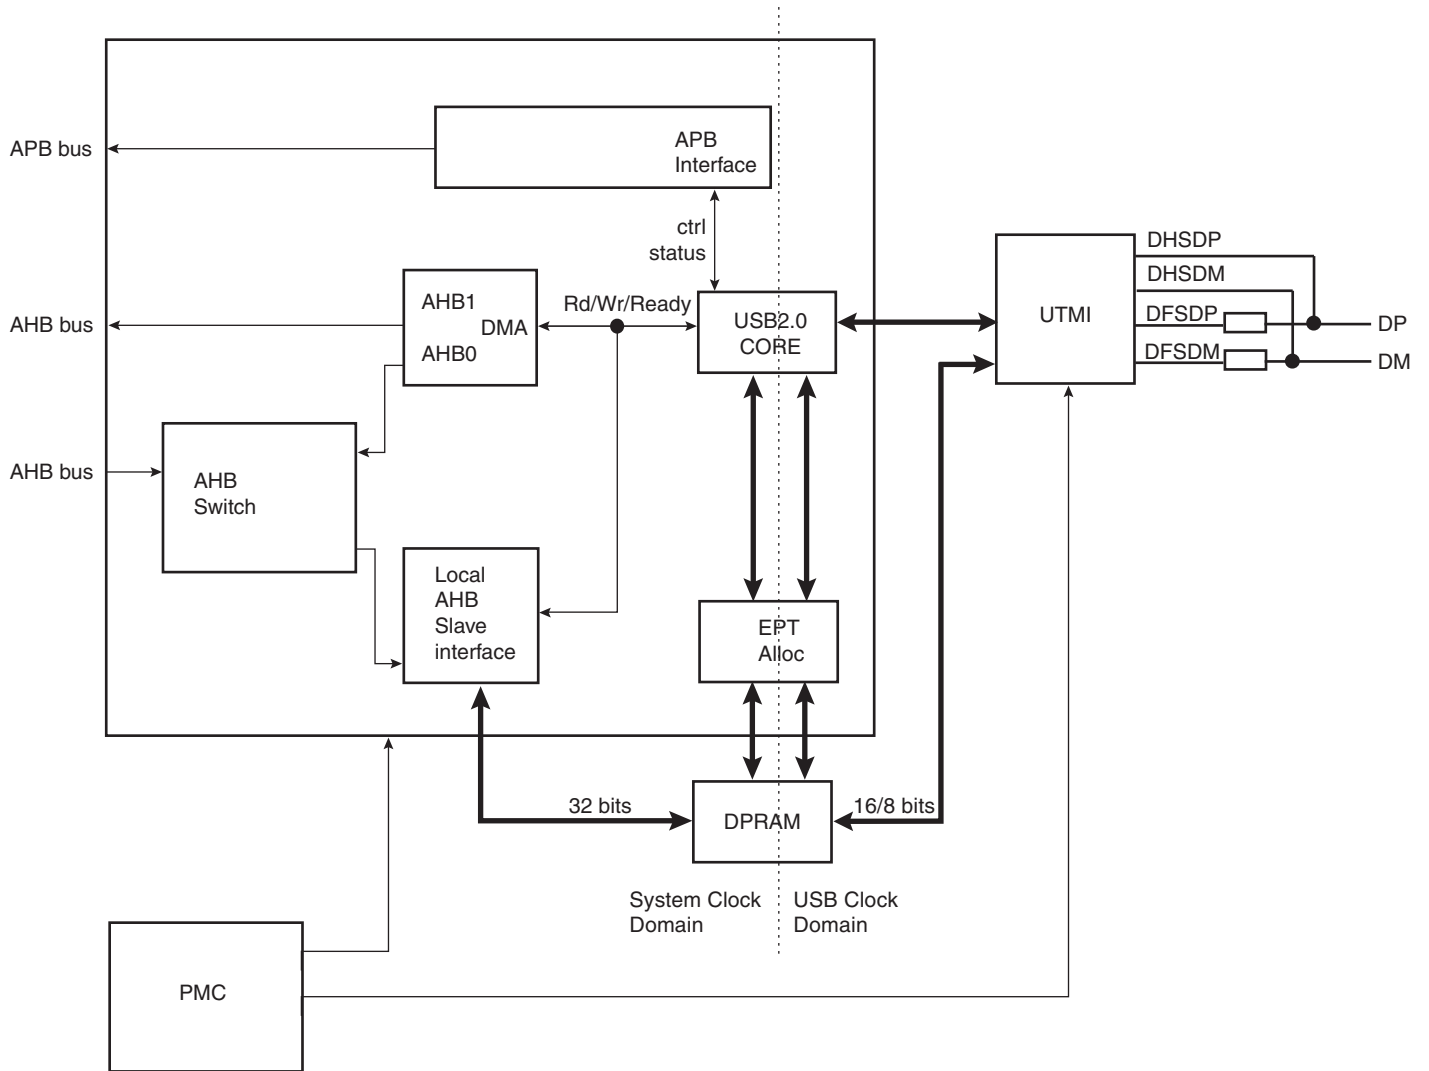 APB bus
APB
Interface
ctrl
status
DHSDP
DHSDM
DFSDP
DFSDM
UTMI
DP
DM
AHB bus
AHB1
DMA
AHB0
Rd/Wr/Ready
USB2.0
CORE
AHB bus
AHB
Switch
Local
AHB
Slave
interface
EPT
Alloc
32 bits
DPRAM
16/8 bits
System Clock
Domain
USB Clock
Domain
PMC